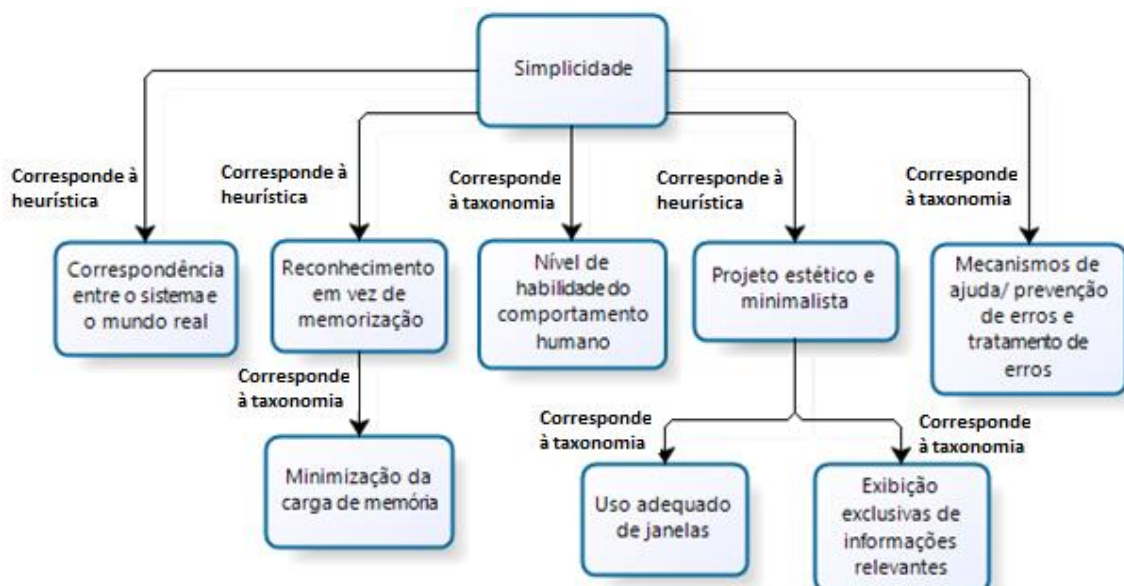 Simplicidade
Corresponde à
heurística
Corresponde à
heurística
Corresponde
à taxonomia
Corresponde à
heurística
Corresponde
à taxonomia
Correspondência
entre o sistema e
o mundo real
Reconhecimento
em vez de
memorização
Nível de
habilidade do
comportamento
humano
Projeto estético e
minimalista
Mecanismos de
ajuda/ prevenção
de erros e
tratamento de
erros
Corresponde
à taxonomia
Corresponde
à taxonomia
Corresponde
à taxonomia
Minimização da
carga de memória
Uso adequado
de janelas
Exibição
exclusivas de
informações
relevantes